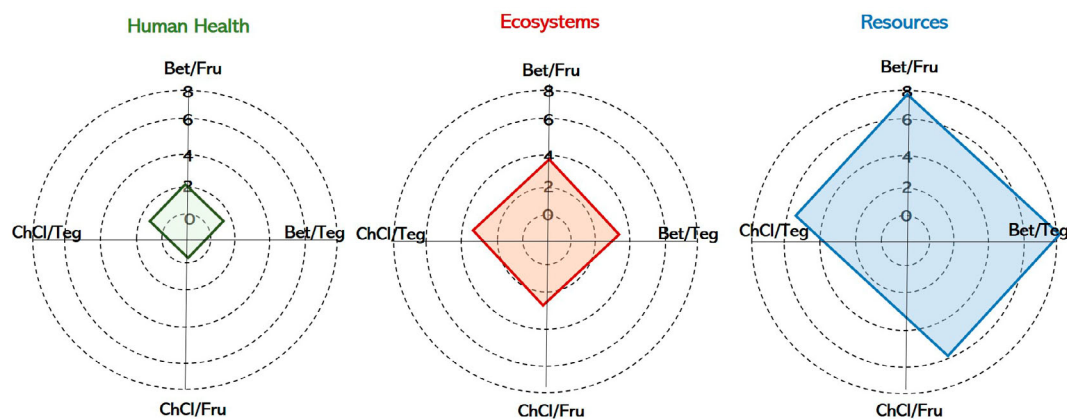 Human Health
Bet/Fru
8
6
4
2
0
ChCl/Teg
Bet/Teg
ChCl/Fru
Ecosystems
Bet/Fru
8
6
4
2
0
ChCl/Teg
Bet/Teg
ChCl/Fru
Resources
Bet/Fru
8
6
4
2
0
ChCl/Teg
Bet/Teg
ChCl/Fru